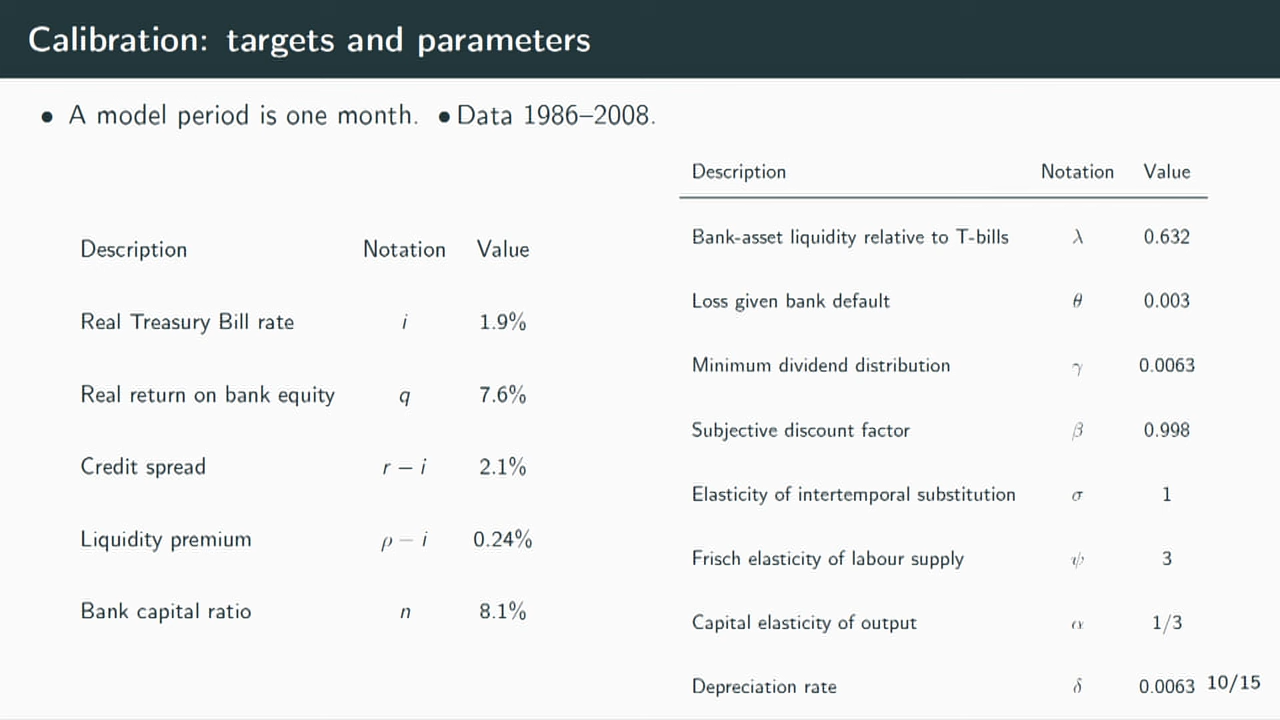 Calibration: targets and parameters
• A model period is one month. • Data 1986–2008.
Description Notation Value
Real Treasury Bill rate i 1.9%
Real return on bank equity q 7.6%
Credit spread r − i 2.1%
Liquidity premium ρ − i 0.24%
Bank capital ratio n 8.1%
Description Notation Value
Bank-asset liquidity relative to T-bills λ 0.632
Loss given bank default θ 0.003
Minimum dividend distribution γ 0.0063
Subjective discount factor β 0.998
Elasticity of intertemporal substitution σ 1
Frisch elasticity of labour supply ψ 3
Capital elasticity of output α 1/3
Depreciation rate δ 0.0063
10/15